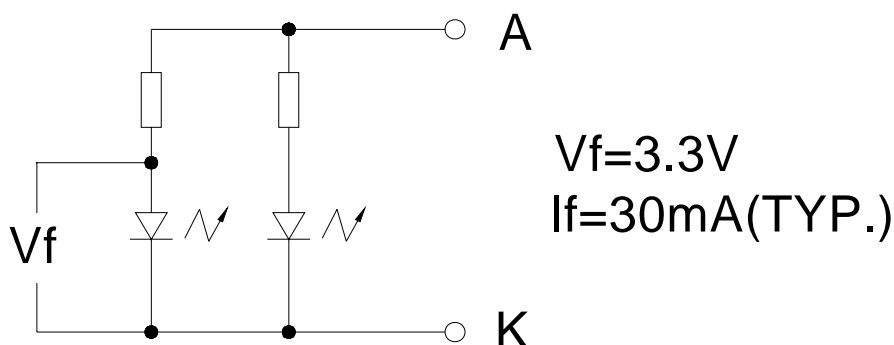 A
Vf=3.3V
If=30mA(TYP.)
Vf
K